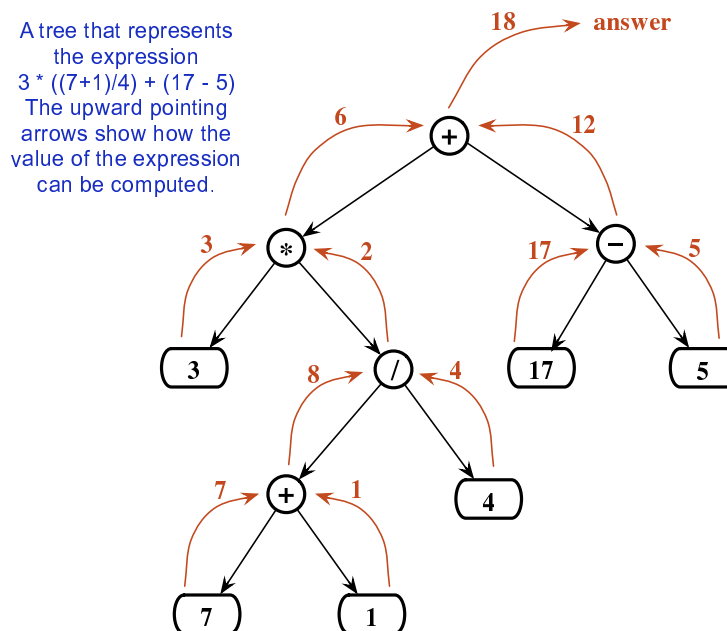 A tree that represents
the expression
3 * ((7+1)/4) + (17 - 5)
The upward pointing
arrows show how the
value of the expression
can be computed.
18 answer
6
+
12
3
*
2
17
−
5
3
8
/
4
17
5
7
+
1
4
7
1